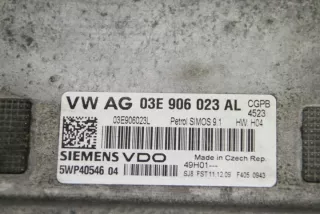 VW AG 03E 906 023 AL CGPB
4523
03E906023L Petrol SIMOS 9.1 HW: H04
Made in Czech Rep.
SIEMENS VDO 49H01---
5WP40546 04 SJ8 FST 11.12.09 F405 0943